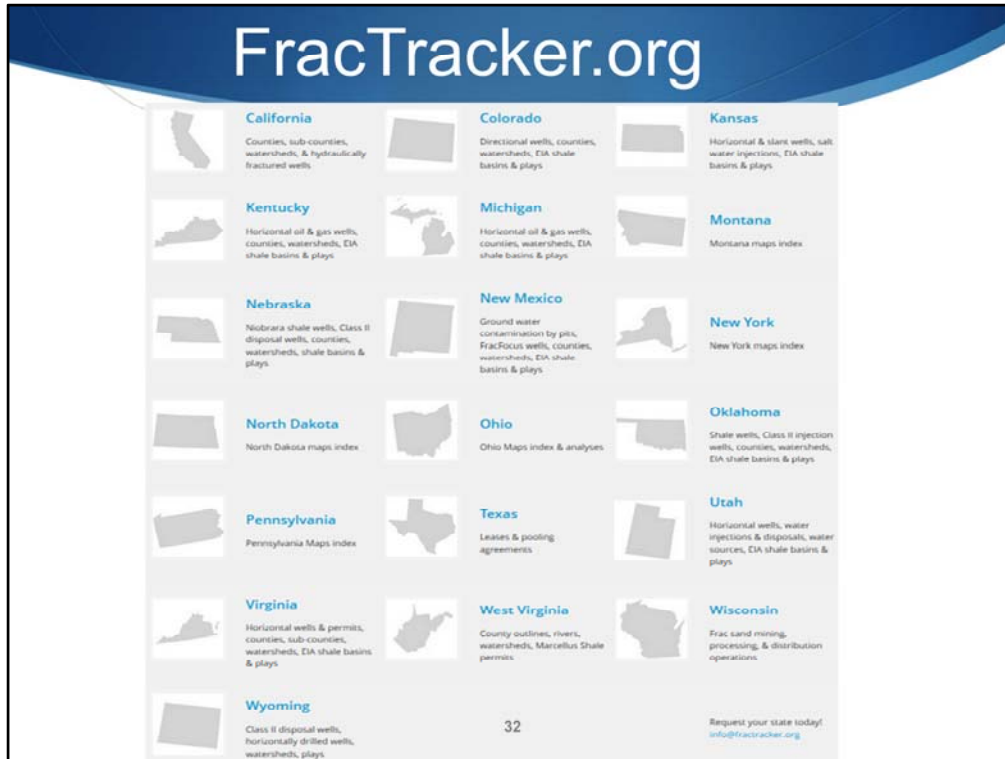 FracTracker.org
California
Counties, sub-counties,
watersheds, & hydraulically
fractured wells
Colorado
Directional wells, counties,
watersheds, EIA shale
basins & plays
Kansas
Horizontal & slant wells, salt
water injections, EIA shale
basins & plays
Kentucky
Horizontal oil & gas wells,
counties, watersheds, EIA
shale basins & plays
Michigan
Horizontal oil & gas wells,
counties, watersheds, EIA
shale basins & plays
Montana
Montana maps index
Nebraska
Niobrara shale wells, Class II
disposal wells, counties,
watersheds, shale basins &
plays
New Mexico
Ground water
contamination by pits,
FracFocus wells, counties,
watersheds, EIA shale
basins & plays
New York
New York maps index
North Dakota
North Dakota maps index
Ohio
Ohio Maps index & analyses
Oklahoma
Shale wells, Class II injection
wells, counties, watersheds,
EIA shale basins & plays
Pennsylvania
Pennsylvania Maps index
Texas
Leases & pooling
agreements
Utah
Horizontal wells, water
injections & disposals, water
sources, EIA shale basins &
plays
Virginia
Horizontal wells & permits,
counties, sub-counties,
watersheds, EIA shale basins
& plays
West Virginia
County outlines, rivers,
watersheds, Marcellus Shale
permits
Wisconsin
Frac sand mining,
processing, & distribution
operations
Wyoming
Class II disposal wells,
horizontally drilled wells,
watersheds, plays
32
Request your state today!
info@fractracker.org